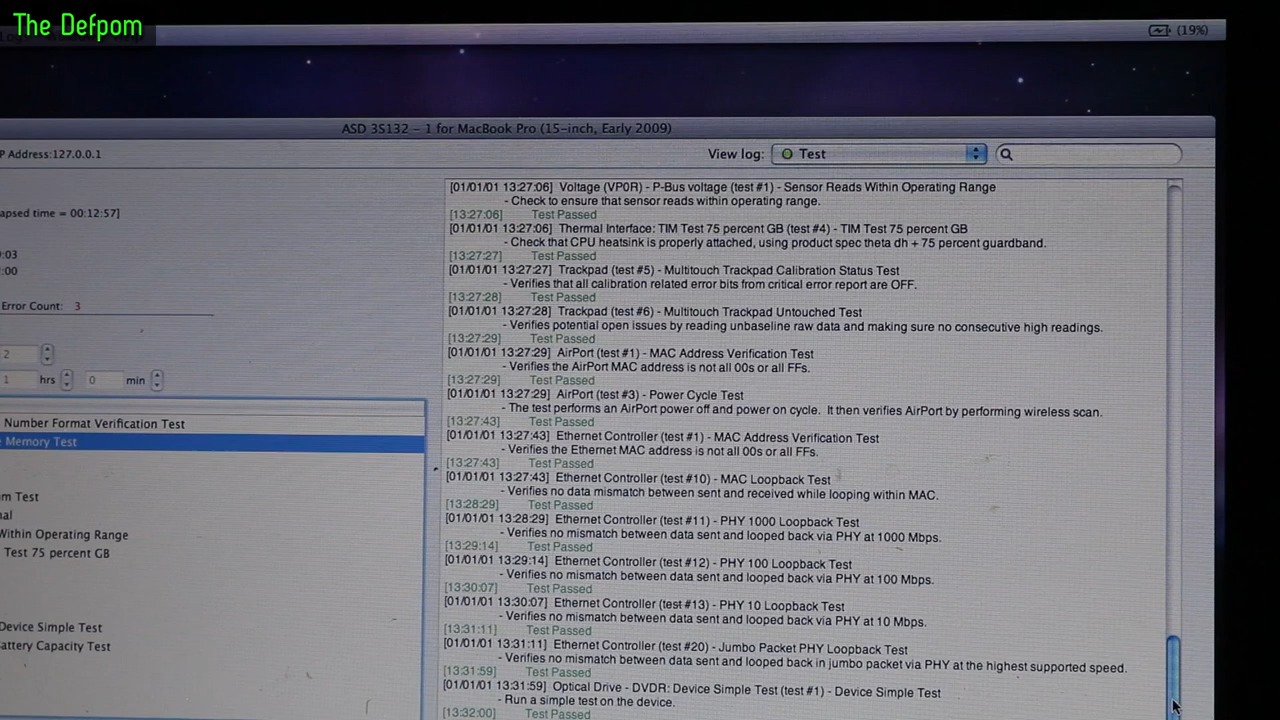 The Defpom
(19%)
ASD 3S132 – 1 for MacBook Pro (15-inch, Early 2009)
P Address:127.0.0.1
View log:
Test
apsed time = 00:12:57]
0:03
:00
Error Count: 3
2
1 hrs 0 min
Number Format Verification Test
Memory Test
m Test
nal
Within Operating Range
Test 75 percent GB
Device Simple Test
attery Capacity Test
[01/01/01 13:27:06] Voltage (VP0R) - P-Bus voltage (test #1) - Sensor Reads Within Operating Range
- Check to ensure that sensor reads within operating range.
[13:27:06] Test Passed
[01/01/01 13:27:06] Thermal Interface: TIM Test 75 percent GB (test #4) - TIM Test 75 percent GB
- Check that CPU heatsink is properly attached, using product spec theta dh + 75 percent guardband.
[13:27:27] Test Passed
[01/01/01 13:27:27] Trackpad (test #5) - Multitouch Trackpad Calibration Status Test
- Verifies that all calibration related error bits from critical error report are OFF.
[13:27:28] Test Passed
[01/01/01 13:27:28] Trackpad (test #6) - Multitouch Trackpad Untouched Test
- Verifies potential open issues by reading unbaseline raw data and making sure no consecutive high readings.
[13:27:29] Test Passed
[01/01/01 13:27:29] AirPort (test #1) - MAC Address Verification Test
- Verifies the AirPort MAC address is not all 00s or all FFs.
[13:27:29] Test Passed
[01/01/01 13:27:29] AirPort (test #3) - Power Cycle Test
- The test performs an AirPort power off and power on cycle. It then verifies AirPort by performing wireless scan.
[13:27:43] Test Passed
[01/01/01 13:27:43] Ethernet Controller (test #1) - MAC Address Verification Test
- Verifies the Ethernet MAC address is not all 00s or all FFs.
[13:27:43] Test Passed
[01/01/01 13:27:43] Ethernet Controller (test #10) - MAC Loopback Test
- Verifies no data mismatch between sent and received while looping within MAC.
[13:28:29] Test Passed
[01/01/01 13:28:29] Ethernet Controller (test #11) - PHY 1000 Loopback Test
- Verifies no mismatch between data sent and looped back via PHY at 1000 Mbps.
[13:29:14] Test Passed
[01/01/01 13:29:14] Ethernet Controller (test #12) - PHY 100 Loopback Test
- Verifies no mismatch between data sent and looped back via PHY at 100 Mbps.
[13:30:07] Test Passed
[01/01/01 13:30:07] Ethernet Controller (test #13) - PHY 10 Loopback Test
- Verifies no mismatch between data sent and looped back via PHY at 10 Mbps.
[13:31:11] Test Passed
[01/01/01 13:31:11] Ethernet Controller (test #20) - Jumbo Packet PHY Loopback Test
- Verifies no mismatch between data sent and looped back in jumbo packet via PHY at the highest supported speed.
[13:31:59] Test Passed
[01/01/01 13:31:59] Optical Drive - DVDR: Device Simple Test (test #1) - Device Simple Test
- Run a simple test on the device.
[13:32:00] Test Passed